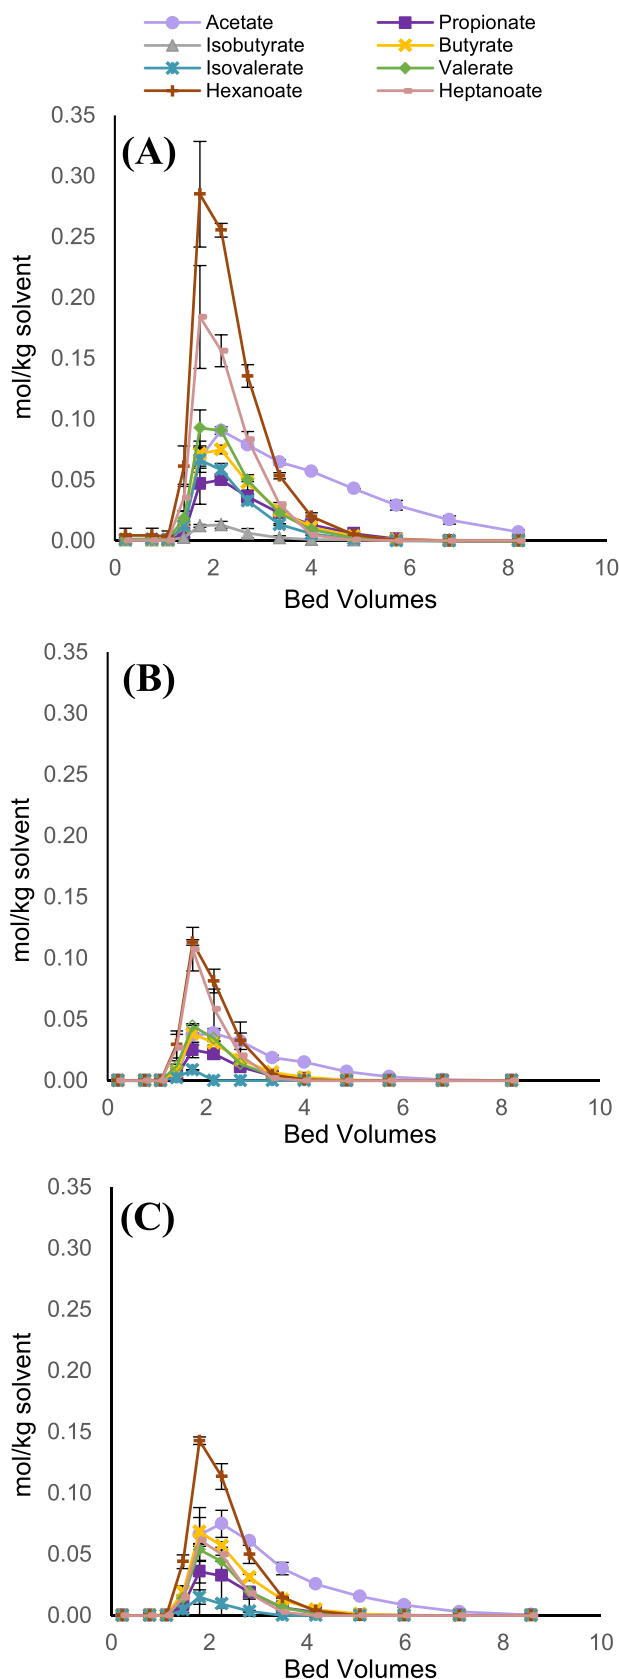 Acetate Propionate
Isobutyrate Butyrate
Isovalerate Valerate
Hexanoate Heptanoate
(A)
0.35
0.30
0.25
0.20
0.15
0.10
0.05
0.00
mol/kg solvent
0 2 4 6 8 10
Bed Volumes
(B)
0.35
0.30
0.25
0.20
0.15
0.10
0.05
0.00
mol/kg solvent
0 2 4 6 8 10
Bed Volumes
(C)
0.35
0.30
0.25
0.20
0.15
0.10
0.05
0.00
mol/kg solvent
0 2 4 6 8 10
Bed Volumes